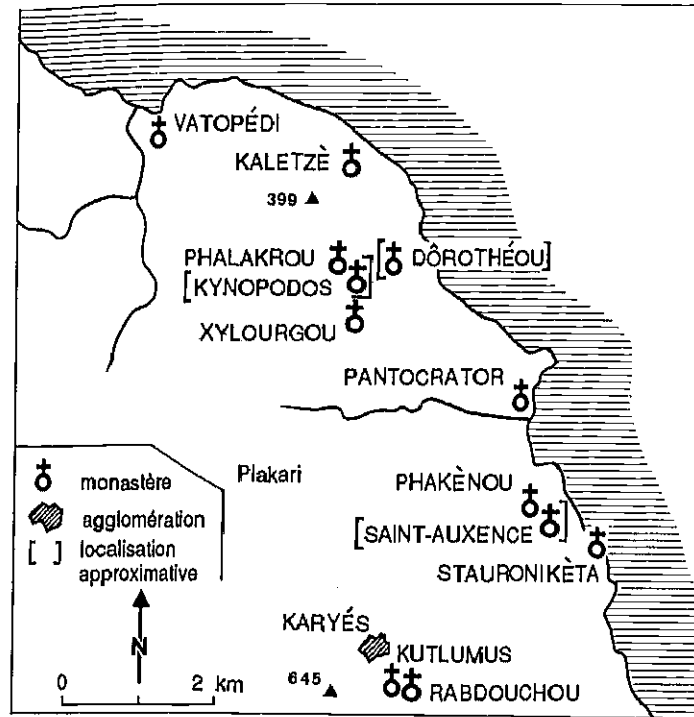 VATOPÉDI
KALETZÈ
399
PHALAKROU
[ DÔROTHÉOU ]
[ KYNOPODOS ]
XYLOURGOU
PANTOCRATOR
Plakari
monastère
agglomération
[ ] localisation
approximative
N
0 2 km
PHAKÈNOU
[ SAINT-AUXENCE ]
STAURONIKÈTA
KARYÉS
KUTLUMUS
645
RABDOUCHOU